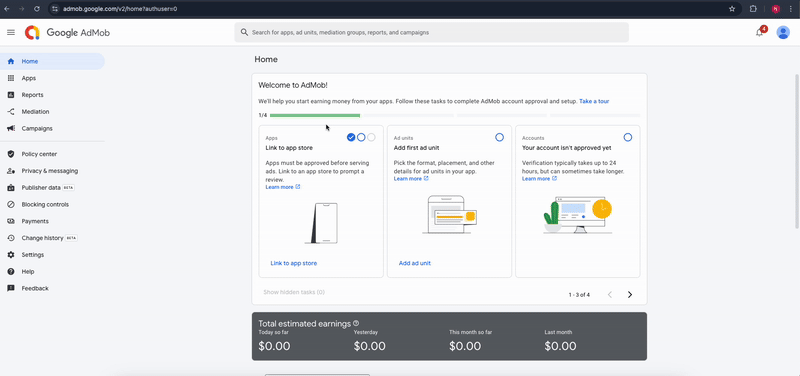 admob.google.com/v2/home?authuser=0
N
Google AdMob
Search for apps, ad units, mediation groups, reports, and campaigns
4
Home
Apps
Reports
Mediation
Campaigns
Policy center
Privacy & messaging
Publisher data BETA
Blocking controls
Payments
Change history BETA
Settings
Help
Feedback
Home
Welcome to AdMob!
We'll help you start earning money from your apps. Follow these tasks to complete AdMob account approval and setup. Take a tour
1/4
Apps
Link to app store
Apps must be approved before serving
ads. Link to an app store to prompt a
review.
Learn more
Link to app store
Ad units
Add first ad unit
Pick the format, placement, and other
details for ad units in your app.
Learn more
Add ad unit
Accounts
Your account isn't approved yet
Verification typically takes up to 24
hours, but can sometimes take longer.
Learn more
Show hidden tasks (0)
1 - 3 of 4
Total estimated earnings
Today so far
$0.00
Yesterday
$0.00
This month so far
$0.00
Last month
$0.00